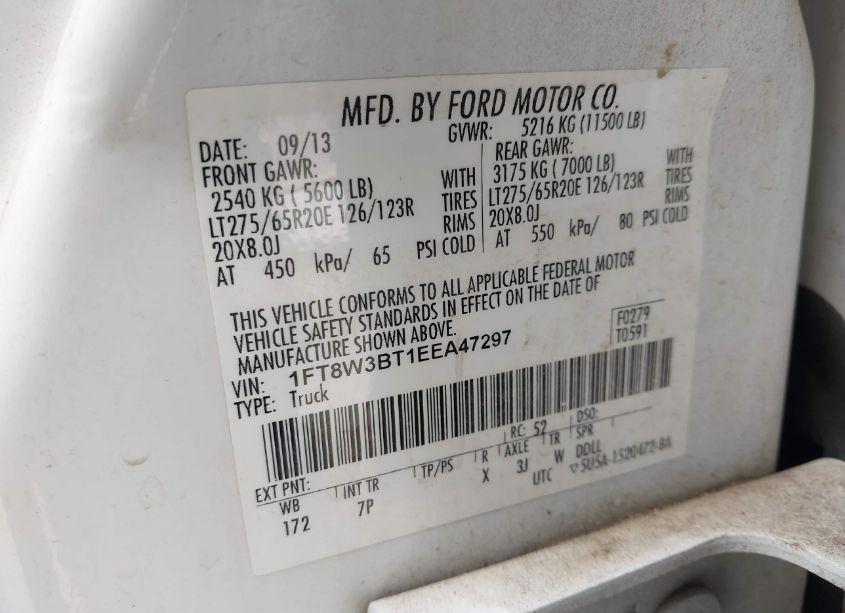 MFD. BY FORD MOTOR CO.
DATE: 09/13 GVWR: 5216 KG (11500 LB)
FRONT GAWR: REAR GAWR:
2540 KG ( 5600 LB) WITH 3175 KG ( 7000 LB) WITH
LT275/65R20E 126/123R TIRES LT275/65R20E 126/123R TIRES
20X8.0J RIMS 20X8.0J RIMS
AT 450 kPa/ 65 PSI COLD AT 550 kPa/ 80 PSI COLD
THIS VEHICLE CONFORMS TO ALL APPLICABLE FEDERAL MOTOR
VEHICLE SAFETY STANDARDS IN EFFECT ON THE DATE OF
MANUFACTURE SHOWN ABOVE.
F0279
T0591
VIN: 1FT8W3BT1EEA47297
TYPE: Truck
EXT PNT: RC: 52 DSO:
WB INT TR TP/PS R AXLE TR SPR
172 7P X 3J W DDLL
UTC ▽5U5A-1520472-BA